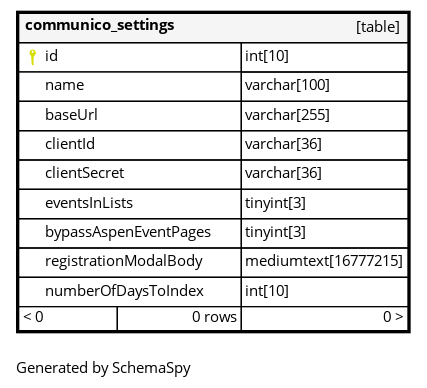 communico_settings [table]
id int[10]
name varchar[100]
baseUrl varchar[255]
clientId varchar[36]
clientSecret varchar[36]
eventsInLists tinyint[3]
bypassAspenEventPages tinyint[3]
registrationModalBody mediumtext[16777215]
numberOfDaysToIndex int[10]
< 0 0 rows 0 >
Generated by SchemaSpy